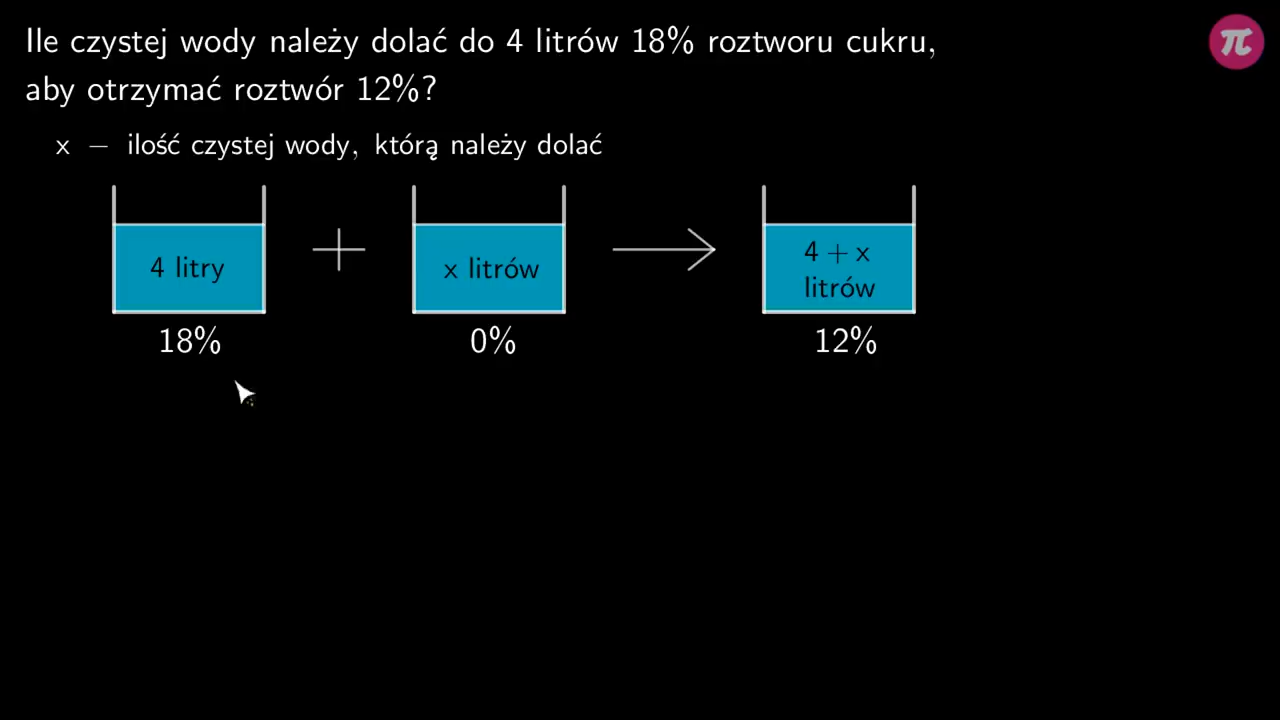 Ile czystej wody należy dolać do 4 litrów 18% roztworu cukru,
aby otrzymać roztwór 12%?
x – ilość czystej wody, którą należy dolać
4 litry + x litrów → 4 + x
litrów
18% 0% 12%
π